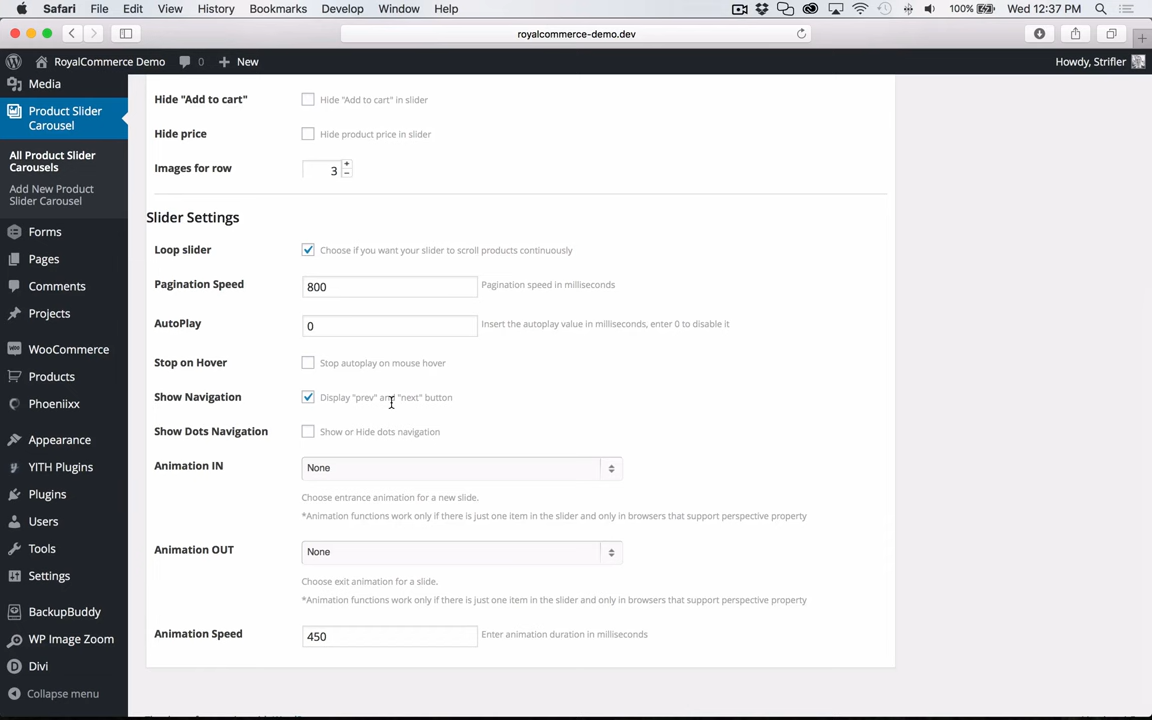 Safari File Edit View History Bookmarks Develop Window Help 100% Wed 12:37 PM
royalcommerce-demo.dev
RoyalCommerce Demo 0 + New Howdy, Strifler
Media
Product Slider
Carousel
All Product Slider
Carousels
Add New Product
Slider Carousel
Forms
Pages
Comments
Projects
WooCommerce
Products
Phoeniixx
Appearance
YITH Plugins
Plugins
Users
Tools
Settings
BackupBuddy
WP Image Zoom
Divi
Collapse menu
Hide "Add to cart" Hide "Add to cart" in slider
Hide price Hide product price in slider
Images for row 3
Slider Settings
Loop slider Choose if you want your slider to scroll products continuously
Pagination Speed 800 Pagination speed in milliseconds
AutoPlay 0 Insert the autoplay value in milliseconds, enter 0 to disable it
Stop on Hover Stop autoplay on mouse hover
Show Navigation Display "prev" and "next" button
Show Dots Navigation Show or Hide dots navigation
Animation IN None
Choose entrance animation for a new slide.
*Animation functions work only if there is just one item in the slider and only in browsers that support perspective property
Animation OUT None
Choose exit animation for a slide.
*Animation functions work only if there is just one item in the slider and only in browsers that support perspective property
Animation Speed 450 Enter animation duration in milliseconds